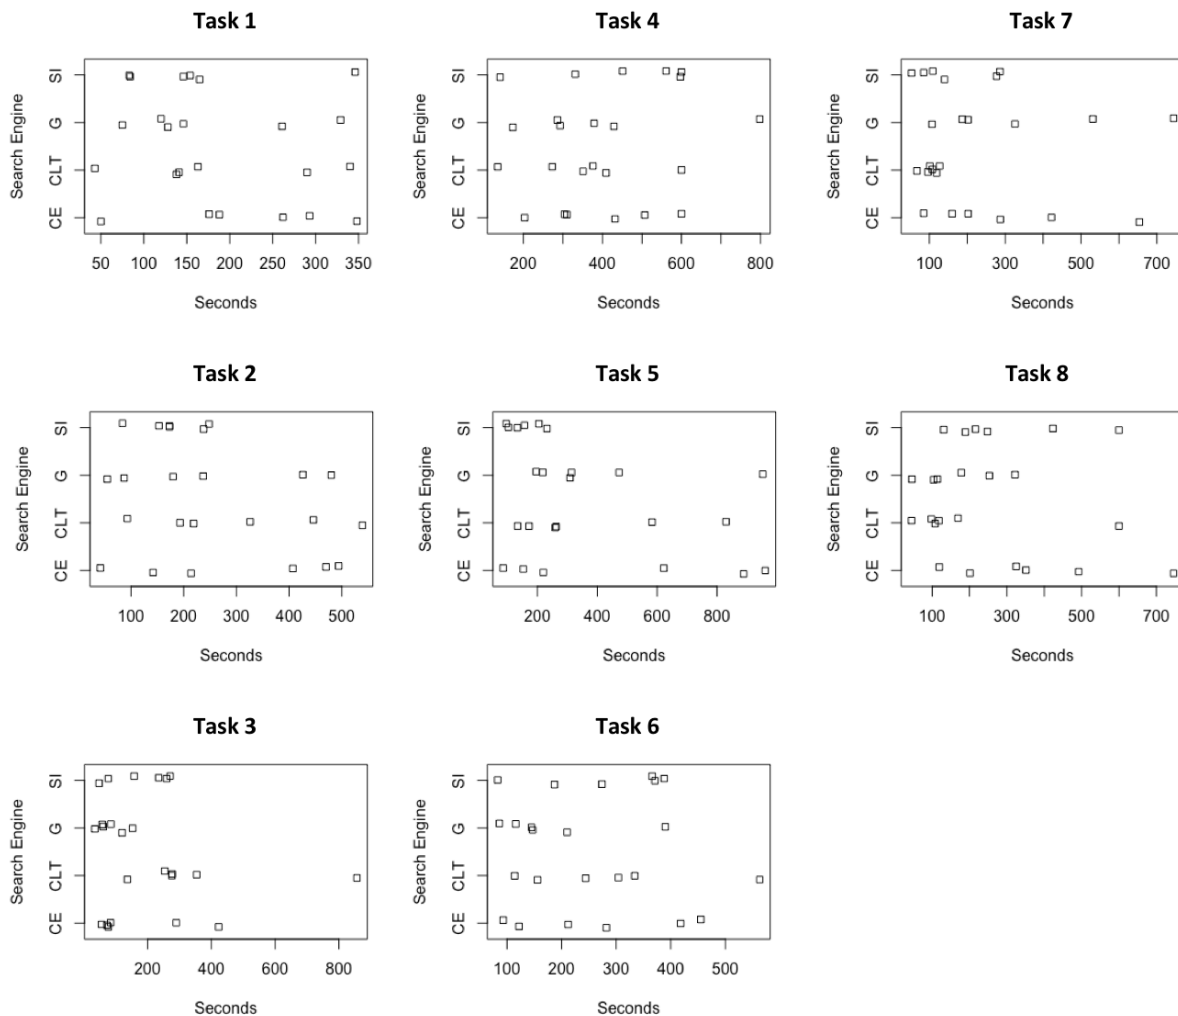 Task 1
Search Engine
SI
G
CLT
CE
50 100 150 200 250 300 350
Seconds
Task 4
Search Engine
SI
G
CLT
CE
200 400 600 800
Seconds
Task 7
Search Engine
SI
G
CLT
CE
100 300 500 700
Seconds
Task 2
Search Engine
SI
G
CLT
CE
100 200 300 400 500
Seconds
Task 5
Search Engine
SI
G
CLT
CE
200 400 600 800
Seconds
Task 8
Search Engine
SI
G
CLT
CE
100 300 500 700
Seconds
Task 3
Search Engine
SI
G
CLT
CE
200 400 600 800
Seconds
Task 6
Search Engine
SI
G
CLT
CE
100 200 300 400 500
Seconds